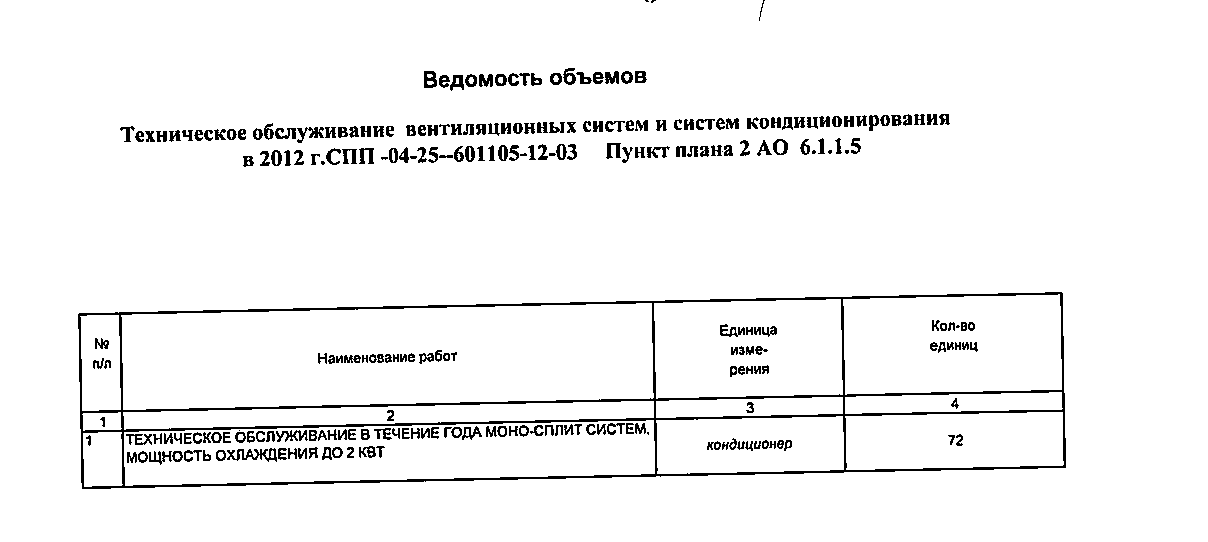 Ведомость объемов
Техническое обслуживание вентиляционных систем и систем кондиционирования
в 2012 г.СПП -04-25--601105-12-03 Пункт плана 2 АО 6.1.1.5
№
п/п
Наименование работ
Единица
изме-
рения
Кол-во
единиц
1
2
3
4
1
ТЕХНИЧЕСКОЕ ОБСЛУЖИВАНИЕ В ТЕЧЕНИЕ ГОДА МОНО-СПЛИТ СИСТЕМ,
МОЩНОСТЬ ОХЛАЖДЕНИЯ ДО 2 КВТ
кондиционер
72